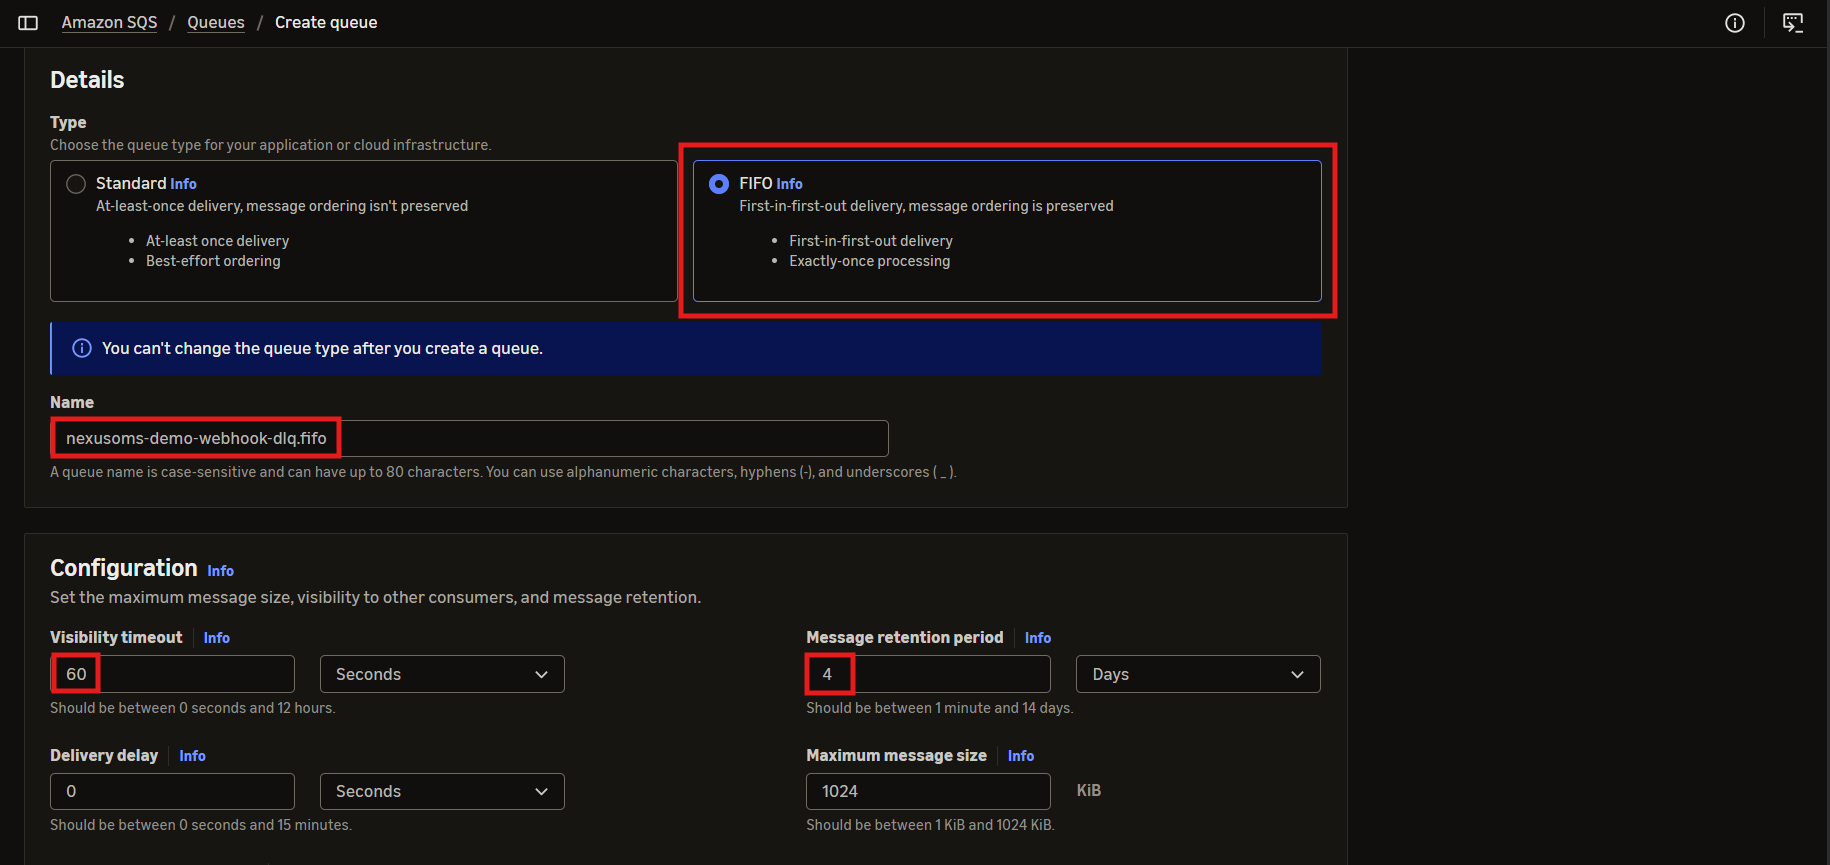 Amazon SQS / Queues / Create queue
Details
Type
Choose the queue type for your application or cloud infrastructure.
Standard Info
At-least-once delivery, message ordering isn't preserved
• At-least once delivery
• Best-effort ordering
FIFO Info
First-in-first-out delivery, message ordering is preserved
• First-in-first-out delivery
• Exactly-once processing
You can't change the queue type after you create a queue.
Name
nexusoms-demo-webhook-dlq.fifo
A queue name is case-sensitive and can have up to 80 characters. You can use alphanumeric characters, hyphens (-), and underscores ( _ ).
Configuration Info
Set the maximum message size, visibility to other consumers, and message retention.
Visibility timeout Info
60 Seconds
Should be between 0 seconds and 12 hours.
Message retention period Info
4 Days
Should be between 1 minute and 14 days.
Delivery delay Info
0 Seconds
Should be between 0 seconds and 15 minutes.
Maximum message size Info
1024 KiB
Should be between 1 KiB and 1024 KiB.